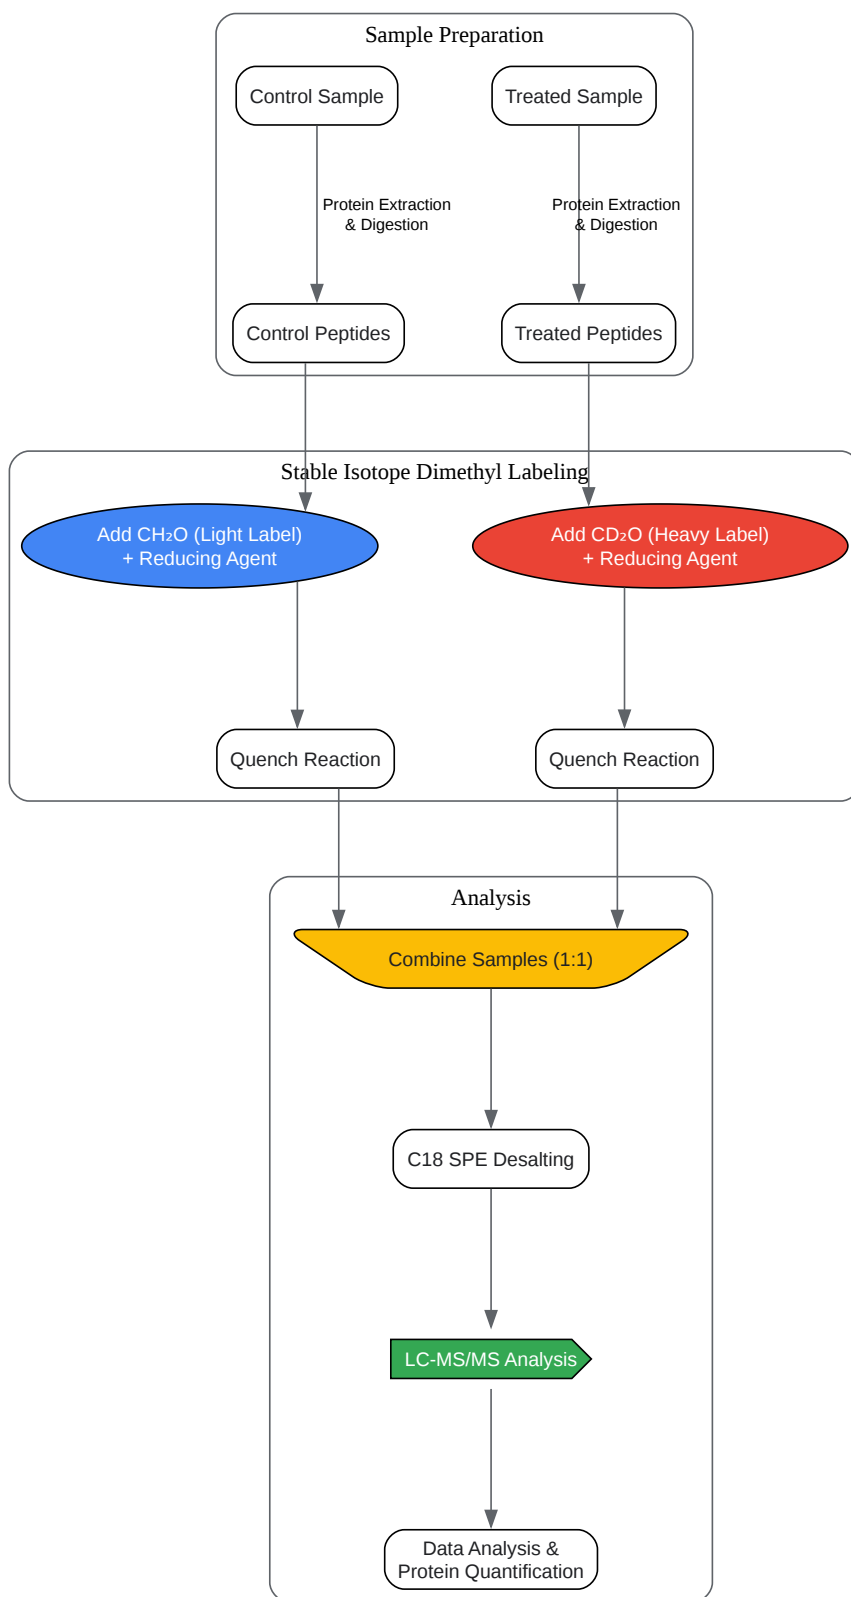 Sample Preparation
Control Sample
Treated Sample
Protein Extraction
& Digestion
Protein Extraction
& Digestion
Control Peptides
Treated Peptides
Stable Isotope Dimethyl Labeling
Add CH₂O (Light Label)
+ Reducing Agent
Add CD₂O (Heavy Label)
+ Reducing Agent
Quench Reaction
Quench Reaction
Analysis
Combine Samples (1:1)
C18 SPE Desalting
LC-MS/MS Analysis
Data Analysis &
Protein Quantification